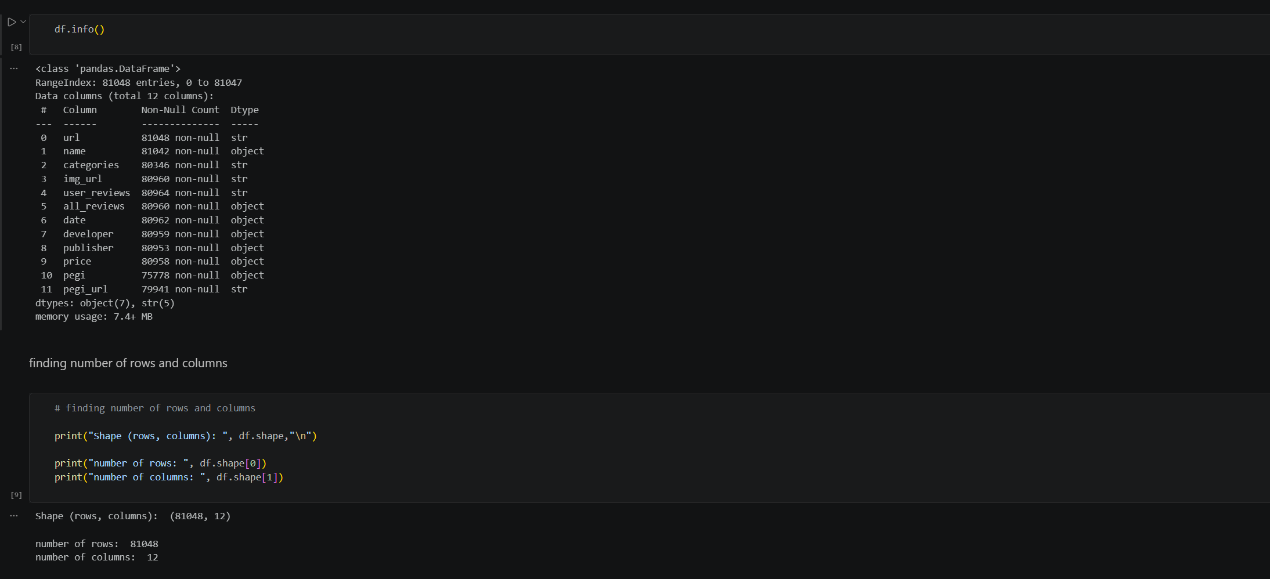 df.info()
[8]
...
<class 'pandas.DataFrame'>
RangeIndex: 81048 entries, 0 to 81047
Data columns (total 12 columns):
 #   Column        Non-Null Count  Dtype
---  ------        --------------  -----
 0   url           81048 non-null  str
 1   name          81042 non-null  object
 2   categories    80346 non-null  str
 3   img_url       80960 non-null  str
 4   user_reviews  80964 non-null  str
 5   all_reviews   80960 non-null  object
 6   date          80962 non-null  object
 7   developer     80959 non-null  object
 8   publisher     80953 non-null  object
 9   price         80958 non-null  object
 10  pegi          75778 non-null  object
 11  pegi_url      79941 non-null  str
dtypes: object(7), str(5)
memory usage: 7.4+ MB
finding number of rows and columns
# finding number of rows and columns
print("Shape (rows, columns): ", df.shape,"\n")
print("number of rows: ", df.shape[0])
print("number of columns: ", df.shape[1])
[9]
...
Shape (rows, columns):  (81048, 12)
number of rows:  81048
number of columns:  12